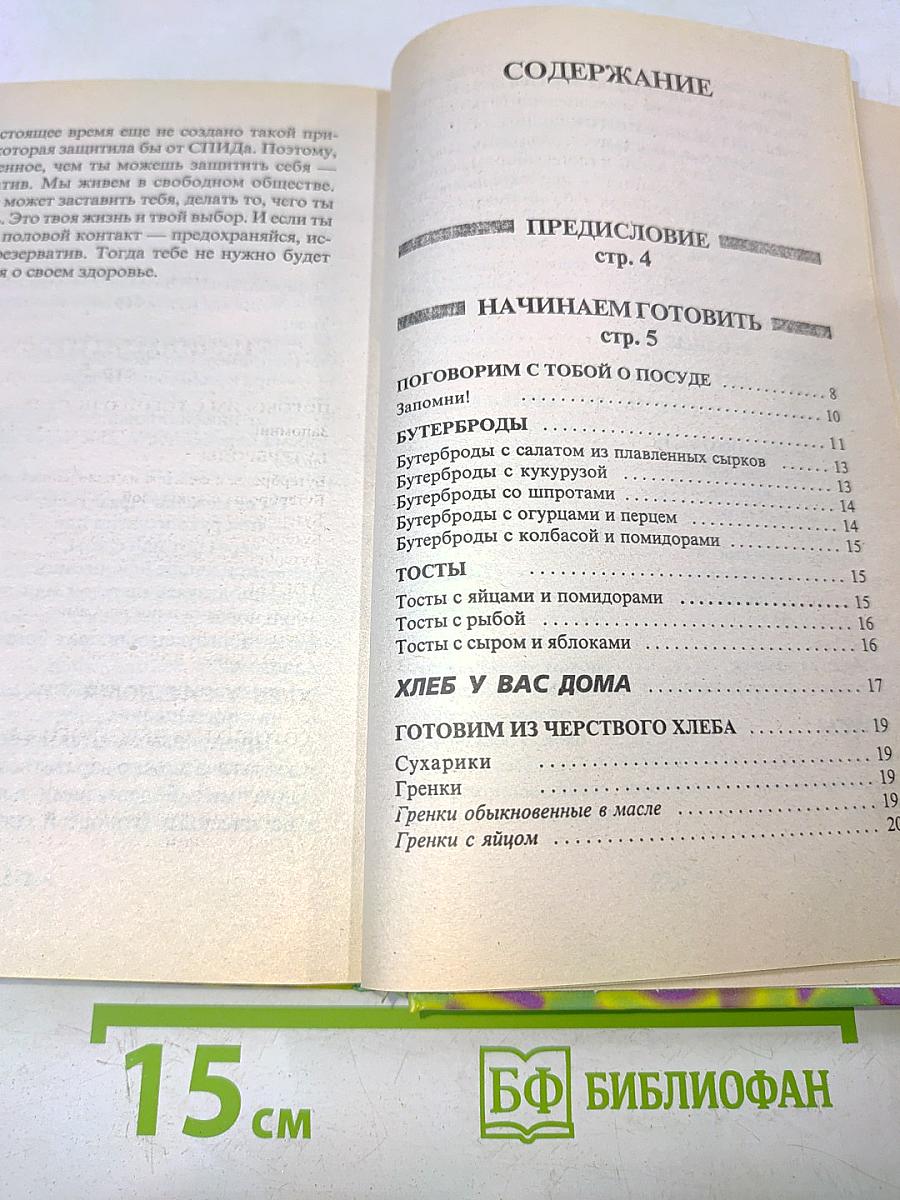 стоящее время еще не создано такой при-
которая защитила бы от СПИДа. Поэтому,
енное, чем ты можешь защитить себя —
атив. Мы живем в свободном обществе,
может заставить тебя, делать то, чего ты
. Это твоя жизнь и твой выбор. И если ты
половой контакт — предохраняйся, ис-
резерватив. Тогда тебе не нужно будет
я о своем здоровье.
СОДЕРЖАНИЕ
ПРЕДИСЛОВИЕ
стр. 4
НАЧИНАЕМ ГОТОВИТЬ
стр. 5
ПОГОВОРИМ С ТОБОЙ О ПОСУДЕ ........... 8
Запомни! ........... 10
БУТЕРБРОДЫ ........... 11
Бутерброды с салатом из плавленных сырков ...... 13
Бутерброды с кукурузой ........... 13
Бутерброды со шпротами ........... 14
Бутерброды с огурцами и перцем ........... 14
Бутерброды с колбасой и помидорами ........... 15
ТОСТЫ ........... 15
Тосты с яйцами и помидорами ........... 15
Тосты с рыбой ........... 16
Тосты с сыром и яблоками ........... 16
ХЛЕБ У ВАС ДОМА ........... 17
ГОТОВИМ ИЗ ЧЕРСТВОГО ХЛЕБА ........... 19
Сухарики ........... 19
Гренки ........... 19
Гренки обыкновенные в масле ........... 19
Гренки с яйцом ........... 20
15 см
БФ БИБЛИОФАН